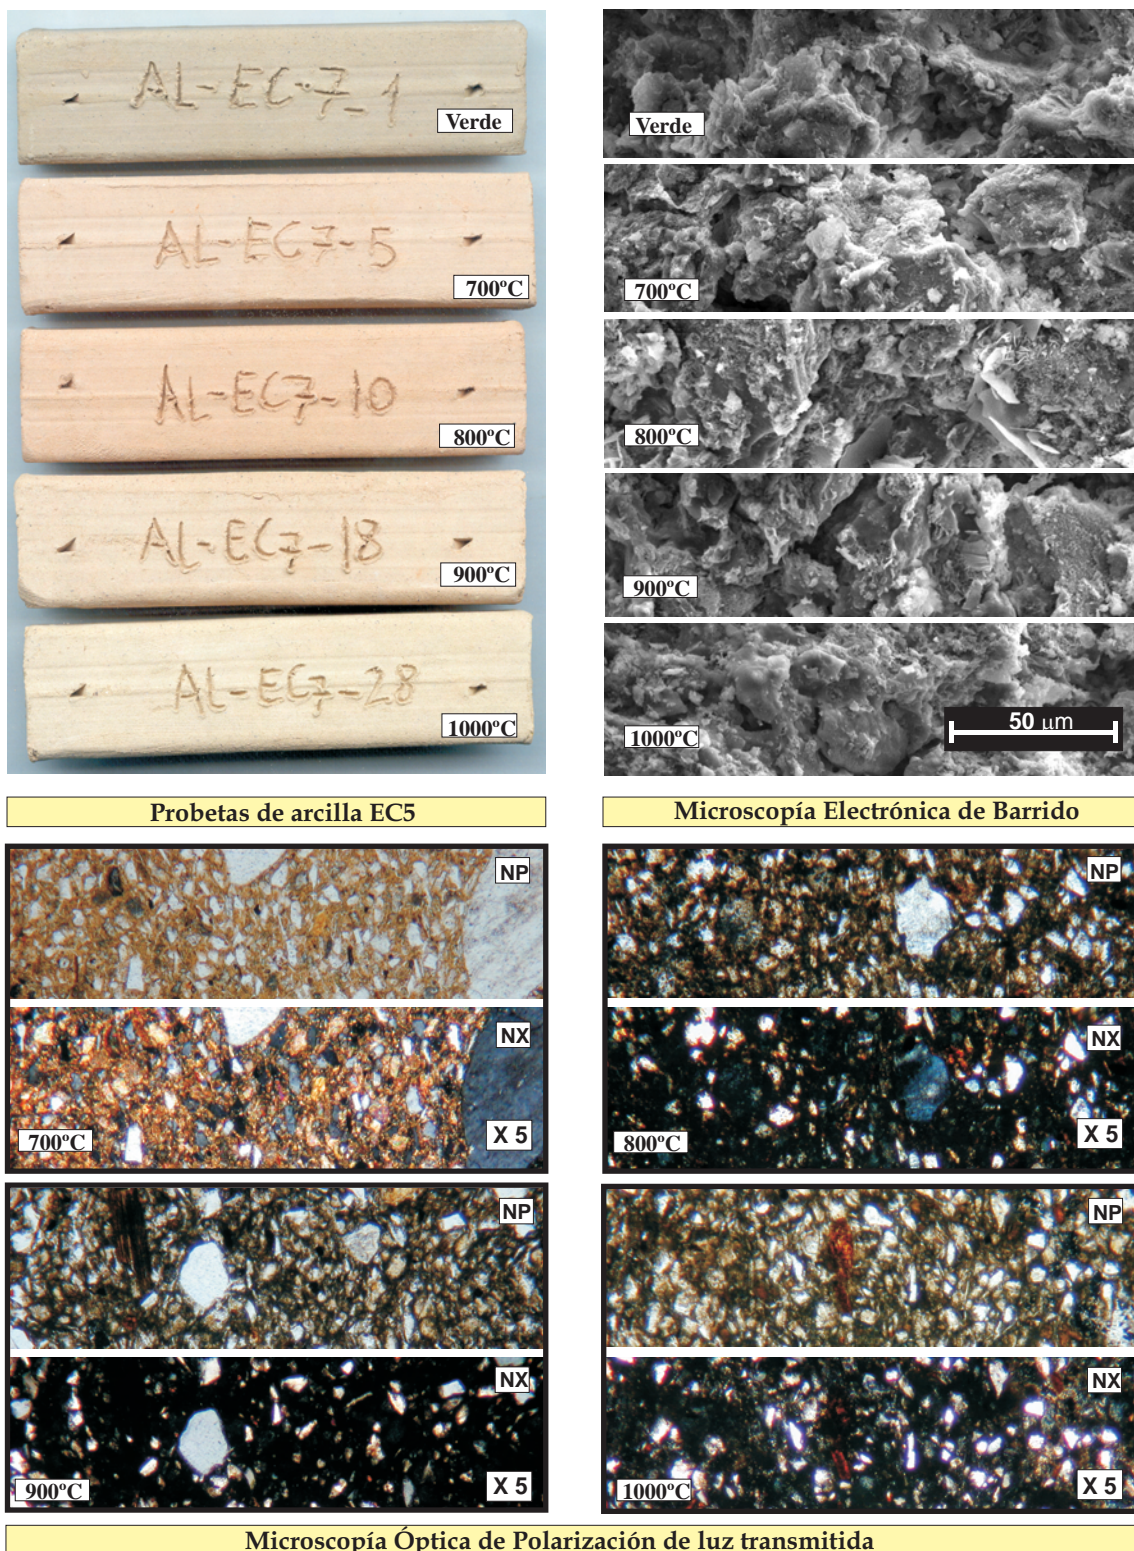 AL-EC-7-1
Verde
AL-EC7-5
700ºC
AL-EC7-10
800ºC
AL-EC7-18
900ºC
AL-EC7-28
1000ºC
Probetas de arcilla EC5
Verde
700ºC
800ºC
900ºC
1000ºC
50 µm
Microscopía Electrónica de Barrido
NP
NX
700ºC
X 5
NP
NX
800ºC
X 5
NP
NX
900ºC
X 5
NP
NX
1000ºC
X 5
Microscopía Óptica de Polarización de luz transmitida